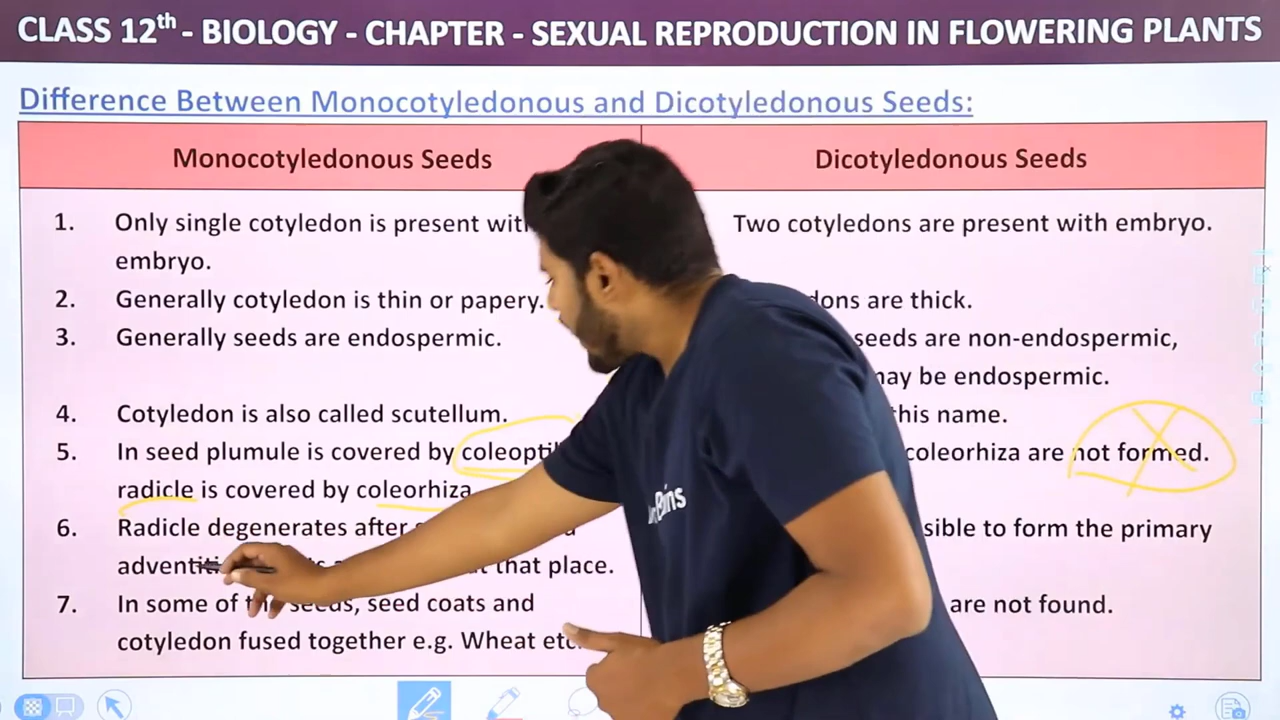 CLASS 12th - BIOLOGY - CHAPTER - SEXUAL REPRODUCTION IN FLOWERING PLANTS
Difference Between Monocotyledonous and Dicotyledonous Seeds:
Monocotyledonous Seeds
Dicotyledonous Seeds
1. Only single cotyledon is present
embryo.
Two cotyledons are present with embryo.
2. Generally cotyledon is thin or papery.
are thick.
3. Generally seeds are endospermic.
seeds are non-endospermic,
may be endospermic.
4. Cotyledon is also called scutellum.
this name.
5. In seed plumule is covered by
radicle is covered by coleorhiza
coleorhiza are not formed.
6. Radicle degenerates after
that place.
to form the primary
7. In some of seeds, seed coats and
cotyledon fused together e.g. Wheat etc.
are not found.